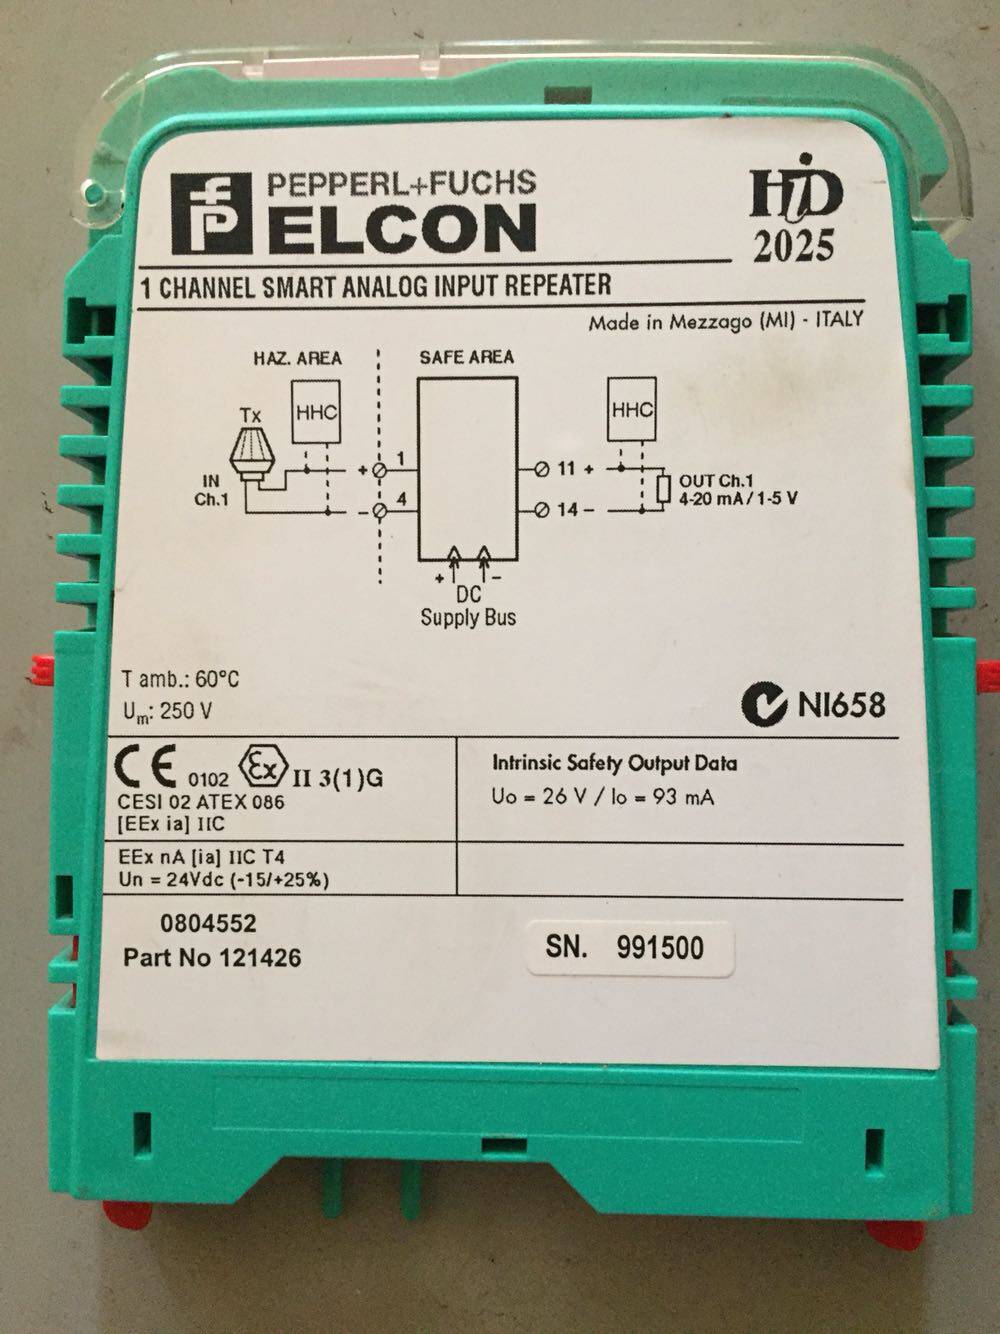 PEPPERL+FUCHS
ELCON
HiD
2025
1 CHANNEL SMART ANALOG INPUT REPEATER
Made in Mezzago (MI) - ITALY
HAZ. AREA
SAFE AREA
HHC
HHC
Tx
IN
Ch.1
+ 1
- 4
11 +
14 -
OUT Ch.1
4-20 mA/1-5 V
+ -
DC
Supply Bus
T amb.: 60°C
Um: 250 V
N1658
CE 0102 Ex II 3(1)G
CESI 02 ATEX 086
[EEx ia] IIC
Intrinsic Safety Output Data
Uo = 26 V / Io = 93 mA
EEx nA [ia] IIC T4
Un = 24Vdc (-15/+25%)
0804552
Part No 121426
SN. 991500